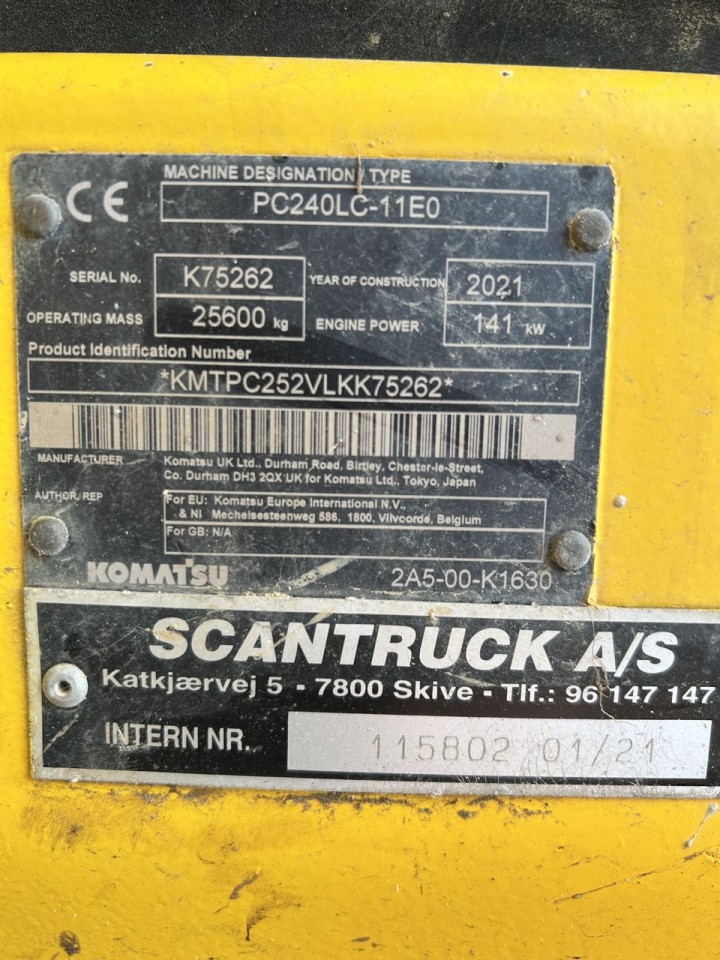 CE
MACHINE DESIGNATION / TYPE
PC240LC-11E0
SERIAL No. K75262 YEAR OF CONSTRUCTION 2021
OPERATING MASS 25600 kg ENGINE POWER 141 kW
Product Identification Number
*KMTPC252VLKK75262*
MANUFACTURER Komatsu UK Ltd., Durham Road, Birtley, Chester-le-Street,
Co. Durham DH3 2QX UK for Komatsu Ltd., Tokyo, Japan
AUTHOR. REP For EU: Komatsu Europe International N.V.,
& NI Mechelsesteenweg 586, 1800, Vilvoorde, Belgium
For GB: N/A
KOMATSU 2A5-00-K1630
SCANTRUCK A/S
Katkjærvej 5 - 7800 Skive - Tlf.: 96 147 147
INTERN NR. 115802 01/21